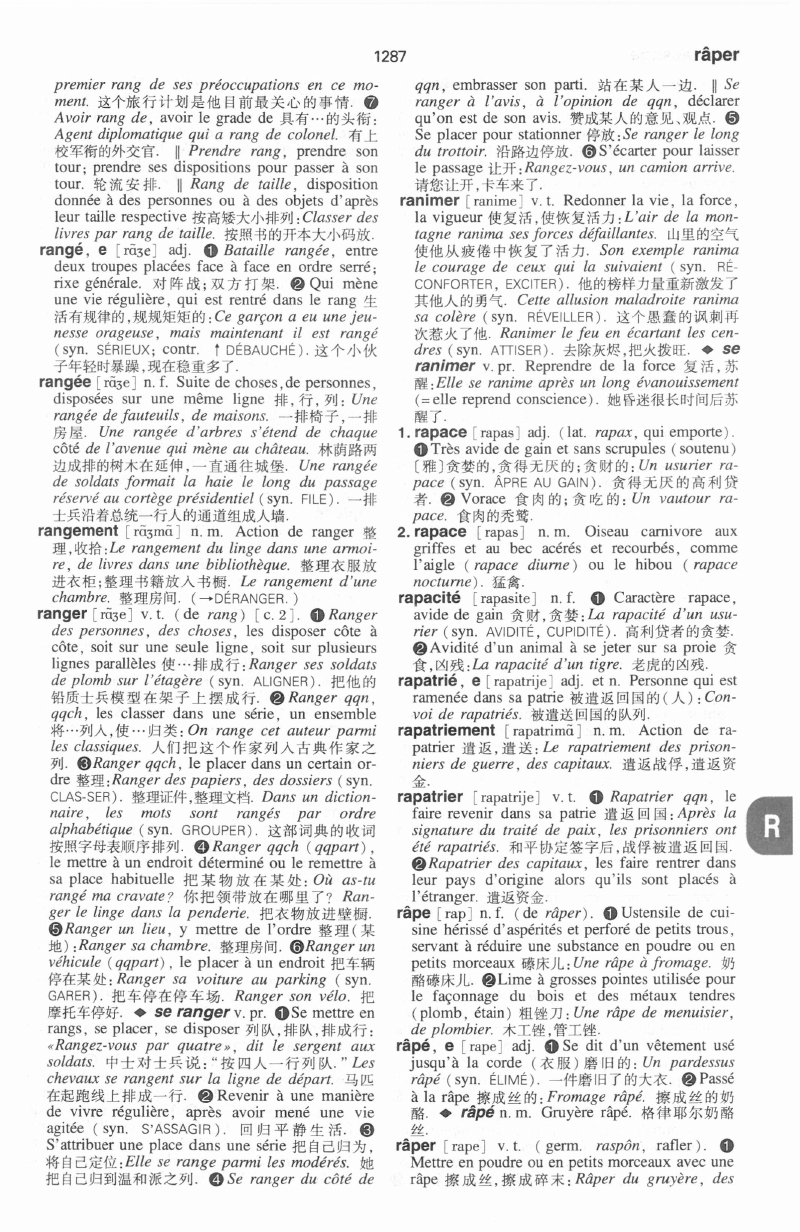 1287
râper
premier rang de ses préoccupations en ce mo-
ment. 这个旅行计划是他目前最关心的事情. ❼
Avoir rang de, avoir le grade de 具有…的头衔:
Agent diplomatique qui a rang de colonel. 有上
校军衔的外交官. ‖ Prendre rang, prendre son
tour; prendre ses dispositions pour passer à son
tour. 轮流安排. ‖ Rang de taille, disposition
donnée à des personnes ou à des objets d'après
leur taille respective 按高矮大小排列:Classer des
livres par rang de taille. 按照书的开本大小码放.
rangé, e [rɑ̃ʒe] adj. ❶ Bataille rangée, entre
deux troupes placées face à face en ordre serré;
rixe générale. 对阵战;双方打架. ❷ Qui mène
une vie régulière, qui est rentré dans le rang 生
活有规律的,规规矩矩的:Ce garçon a eu une jeu-
nesse orageuse, mais maintenant il est rangé
(syn. SÉRIEUX; contr. ↑ DÉBAUCHÉ). 这个小伙
子年轻时暴躁,现在稳重多了.
rangée [rɑ̃ʒe] n. f. Suite de choses, de personnes,
disposées sur une même ligne 排,行,列: Une
rangée de fauteuils, de maisons. 一排椅子,一排
房屋. Une rangée d'arbres s'étend de chaque
côté de l'avenue qui mène au château. 林荫路两
边成排的树木在延伸,一直通往城堡. Une rangée
de soldats formait la haie le long du passage
réservé au cortège présidentiel (syn. FILE). 一排
士兵沿着总统一行人的通道组成人墙.
rangement [rɑ̃ʒmɑ̃] n. m. Action de ranger 整
理,收拾:Le rangement du linge dans une armoi-
re, de livres dans une bibliothèque. 整理衣服放
进衣柜;整理书籍放入书橱. Le rangement d'une
chambre. 整理房间. (→DÉRANGER.)
ranger [rɑ̃ʒe] v. t. (de rang) [c. 2]. ❶ Ranger
des personnes, des choses, les disposer côte à
côte, soit sur une seule ligne, soit sur plusieurs
lignes parallèles 使…排成行:Ranger ses soldats
de plomb sur l'étagère (syn. ALIGNER). 把他的
铅质士兵模型在架子上摆成行. ❷ Ranger qqn,
qqch, les classer dans une série, un ensemble
将…列入,使…归类: On range cet auteur parmi
les classiques. 人们把这个作家列入古典作家之
列. ❸Ranger qqch, le placer dans un certain or-
dre 整理:Ranger des papiers, des dossiers (syn.
CLAS-SER). 整理证件,整理文档. Dans un diction-
naire, les mots sont rangés par ordre
alphabétique (syn. GROUPER). 这部词典的收词
按照字母表顺序排列. ❹Ranger qqch (qqpart),
le mettre à un endroit déterminé ou le remettre à
sa place habituelle 把某物放在某处: Où as-tu
rangé ma cravate? 你把领带放在哪里了? Ran-
ger le linge dans la penderie. 把衣物放进壁橱.
❺Ranger un lieu, y mettre de l'ordre 整理(某
地):Ranger sa chambre. 整理房间. ❻Ranger un
véhicule (qqpart), le placer à un endroit 把车辆
停在某处: Ranger sa voiture au parking (syn.
GARER). 把车停在停车场. Ranger son vélo. 把
摩托车停好. ◆ se ranger v. pr. ❶Se mettre en
rangs, se placer, se disposer 列队,排队,排成行:
«Rangez-vous par quatre», dit le sergent aux
soldats. 中士对士兵说:“按四人一行列队.” Les
chevaux se rangent sur la ligne de départ. 马匹
在起跑线上排成一行. ❷ Revenir à une manière
de vivre régulière, après avoir mené une vie
agitée (syn. S'ASSAGIR). 回归平静生活. ❸
S'attribuer une place dans une série 把自己归为,
将自己定位:Elle se range parmi les modérés. 她
把自己归到温和派之列. ❹ Se ranger du côté de
qqn, embrasser son parti. 站在某人一边. ‖ Se
ranger à l'avis, à l'opinion de qqn, déclarer
qu'on est de son avis. 赞成某人的意见、观点. ❺
Se placer pour stationner 停放:Se ranger le long
du trottoir. 沿路边停放. ❻S'écarter pour laisser
le passage 让开:Rangez-vous, un camion arrive.
请您让开,卡车来了.
ranimer [ranime] v. t. Redonner la vie, la force,
la vigueur 使复活,使恢复活力:L'air de la mon-
tagne ranima ses forces défaillantes. 山里的空气
使他从疲倦中恢复了活力. Son exemple ranima
le courage de ceux qui la suivaient (syn. RÉ-
CONFORTER, EXCITER). 他的榜样力量重新激发了
其他人的勇气. Cette allusion maladroite ranima
sa colère (syn. RÉVEILLER). 这个愚蠢的讽刺再
次惹火了他. Ranimer le feu en écartant les cen-
dres (syn. ATTISER). 去除灰烬,把火拨旺. ◆ se
ranimer v. pr. Reprendre de la force 复活,苏
醒:Elle se ranime après un long évanouissement
(= elle reprend conscience). 她昏迷很长时间后苏
醒了.
1. rapace [rapas] adj. (lat. rapax, qui emporte).
❶Très avide de gain et sans scrupules (soutenu)
[雅]贪婪的,贪得无厌的;贪财的: Un usurier ra-
pace (syn. ÂPRE AU GAIN). 贪得无厌的高利贷
者. ❷ Vorace 食肉的;贪吃的: Un vautour ra-
pace. 食肉的秃鹫.
2. rapace [rapas] n. m. Oiseau carnivore aux
griffes et au bec acérés et recourbés, comme
l'aigle (rapace diurne) ou le hibou (rapace
nocturne). 猛禽.
rapacité [rapasite] n. f. ❶ Caractère rapace,
avide de gain 贪财,贪婪:La rapacité d'un usu-
rier (syn. AVIDITÉ, CUPIDITÉ). 高利贷者的贪婪.
❷Avidité d'un animal à se jeter sur sa proie 贪
食,凶残:La rapacité d'un tigre. 老虎的凶残.
rapatrié, e [rapatrije] adj. et n. Personne qui est
ramenée dans sa patrie 被遣返回国的(人): Con-
voi de rapatriés. 被遣送回国的队列.
rapatriement [rapatrimɑ̃] n. m. Action de ra-
patrier 遣返,遣送: Le rapatriement des prison-
niers de guerre, des capitaux. 遣返战俘,遣返资
金.
rapatrier [rapatrije] v. t. ❶ Rapatrier qqn, le
faire revenir dans sa patrie 遣返回国: Après la
signature du traité de paix, les prisonniers ont
été rapatriés. 和平协定签字后,战俘被遣返回国.
❷Rapatrier des capitaux, les faire rentrer dans
leur pays d'origine alors qu'ils sont placés à
l'étranger. 遣返资金.
râpe [rap] n. f. (de râper). ❶ Ustensile de cui-
sine hérissé d'aspérités et perforé de petits trous,
servant à réduire une substance en poudre ou en
petits morceaux 礤床儿:Une râpe à fromage. 奶
酪礤床儿. ❷Lime à grosses pointes utilisée pour
le façonnage du bois et des métaux tendres
(plomb, étain) 粗锉刀: Une râpe de menuisier,
de plombier. 木工锉,管工锉.
râpé, e [rape] adj. ❶ Se dit d'un vêtement usé
jusqu'à la corde (衣服)磨旧的: Un pardessus
râpé (syn. ÉLIMÉ). 一件磨旧了的大衣. ❷Passé
à la râpe 擦成丝的:Fromage râpé. 擦成丝的奶
酪. ◆ râpé n. m. Gruyère râpé. 格律耶尔奶酪
丝.
râper [rape] v. t. (germ. raspôn, rafler). ❶
Mettre en poudre ou en petits morceaux avec une
râpe 擦成丝,擦成碎末: Râper du gruyère, des
R